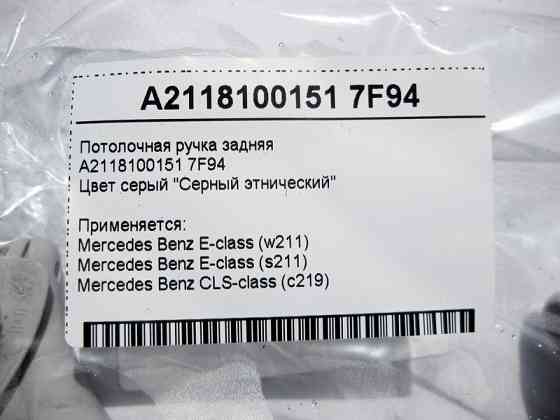 A2118100151 7F94
Потолочная ручка задняя
A2118100151 7F94
Цвет серый "Серный этнический"
Применяется:
Mercedes Benz E-class (w211)
Mercedes Benz E-class (s211)
Mercedes Benz CLS-class (c219)